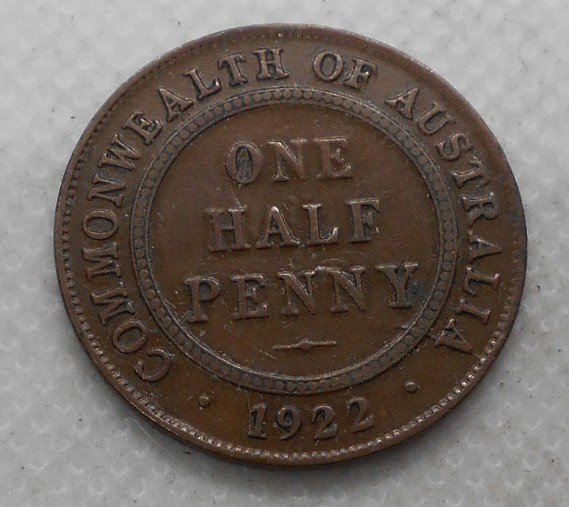 COMMONWEALTH OF AUSTRALIA
ONE
HALF
PENNY
· 1922 ·